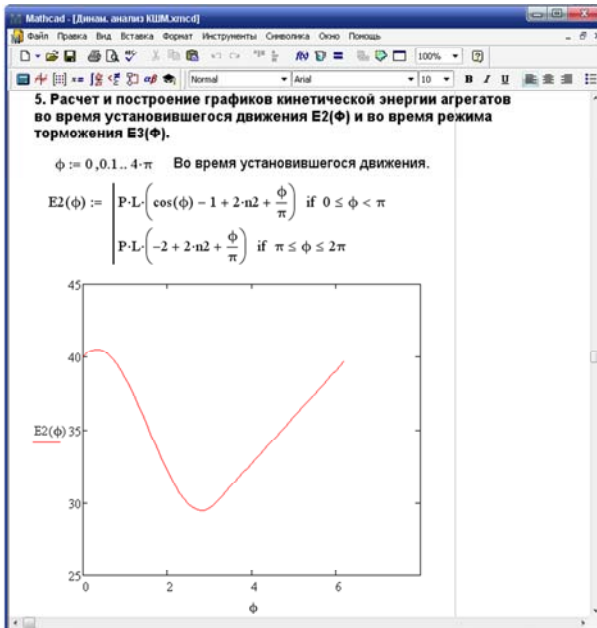 Mathcad - [Динам. анализ КШМ.xmcd]
Файл Правка Вид Вставка Формат Инструменты Символика Окно Помощь
100%
Normal Arial 10 B I U
5. Расчет и построение графиков кинетической энергии агрегатов
во время установившегося движения E2(Ф) и во время режима
торможения E3(Ф).
ϕ := 0,0.1.. 4·π Во время установившегося движения.
E2(ϕ) := P·L·(cos(ϕ) − 1 + 2·n2 + ϕ/π) if 0 ≤ ϕ < π
P·L·(−2 + 2·n2 + ϕ/π) if π ≤ ϕ ≤ 2π
45
40
E2(ϕ) 35
30
25
0 2 4 6
ϕ